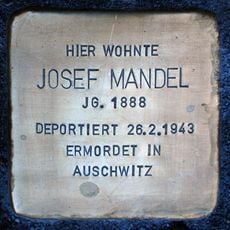 HIER WOHNTE
JOSEF MANDEL
JG. 1888
DEPORTIERT 26.2.1943
ERMORDET IN
AUSCHWITZ